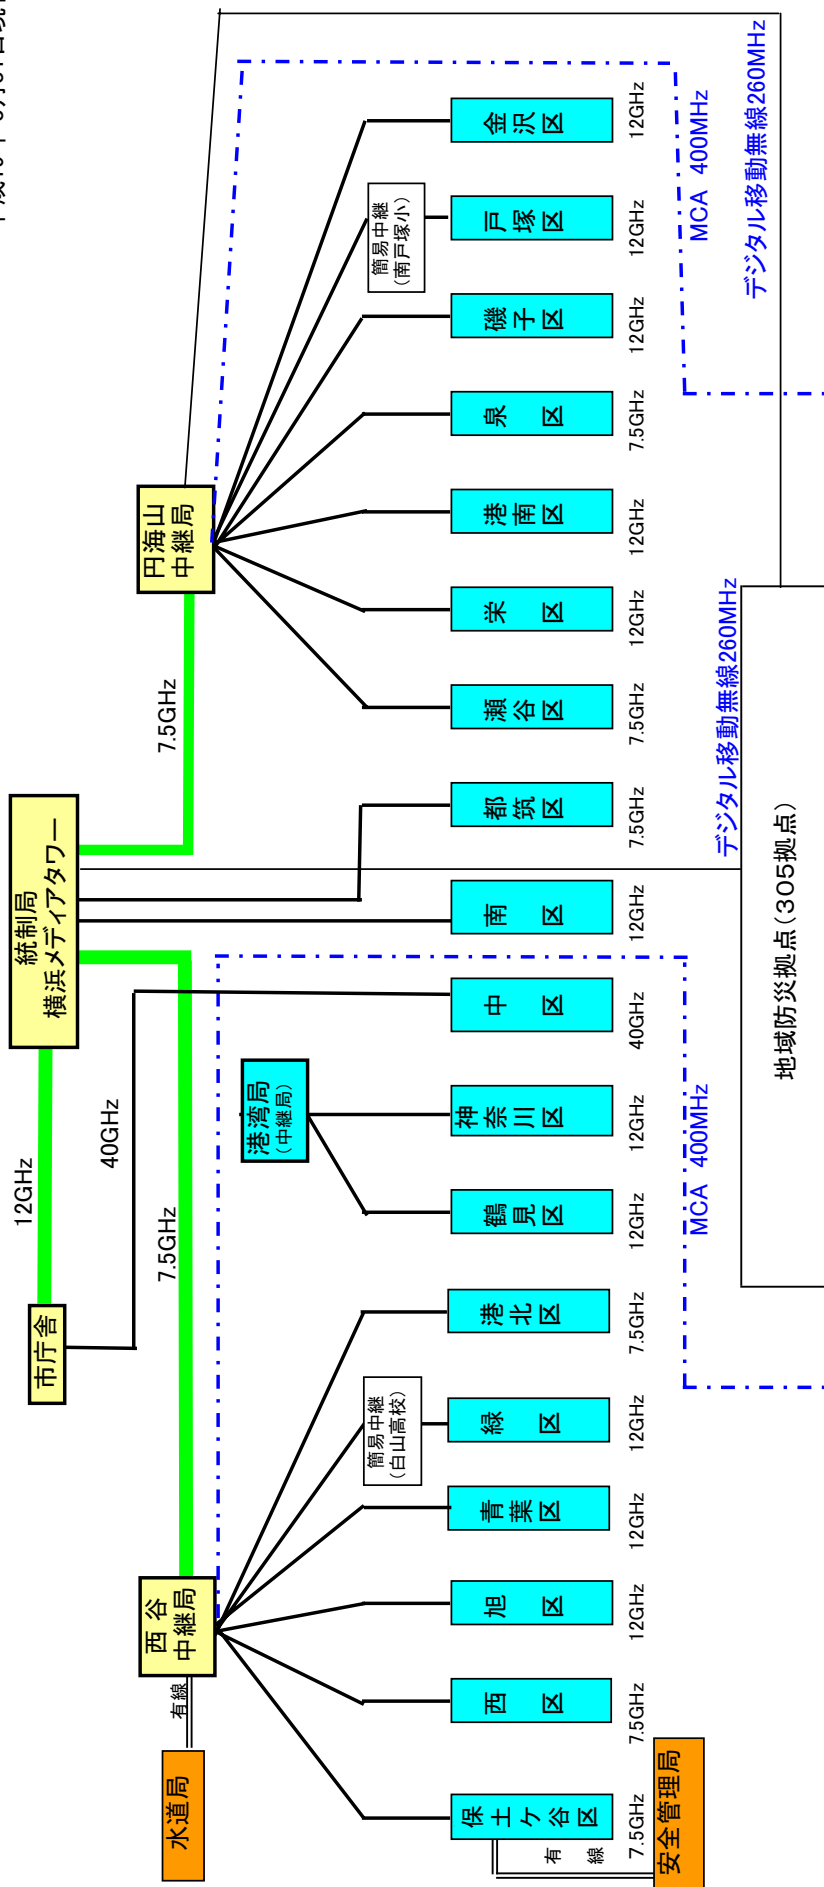 統制局
横浜メディアタワー
市庁舎
12GHz
40GHz
7.5GHz
7.5GHz
西谷
中継局
円海山
中継局
有線
水道局
港湾局
(中継局)
簡易中継
(白山高校)
簡易中継
(南戸塚小)
保土ケ谷区
西 区
旭 区
青葉区
緑 区
港北区
鶴見区
神奈川区
中 区
南 区
都筑区
瀬谷区
栄 区
港南区
泉 区
磯子区
戸塚区
金沢区
有 線
7.5GHz
7.5GHz
12GHz
12GHz
12GHz
7.5GHz
12GHz
12GHz
40GHz
12GHz
7.5GHz
7.5GHz
12GHz
12GHz
7.5GHz
12GHz
12GHz
12GHz
安全管理局
MCA 400MHz
デジタル移動無線260MHz
MCA 400MHz
デジタル移動無線260MHz
地域防災拠点(305拠点)